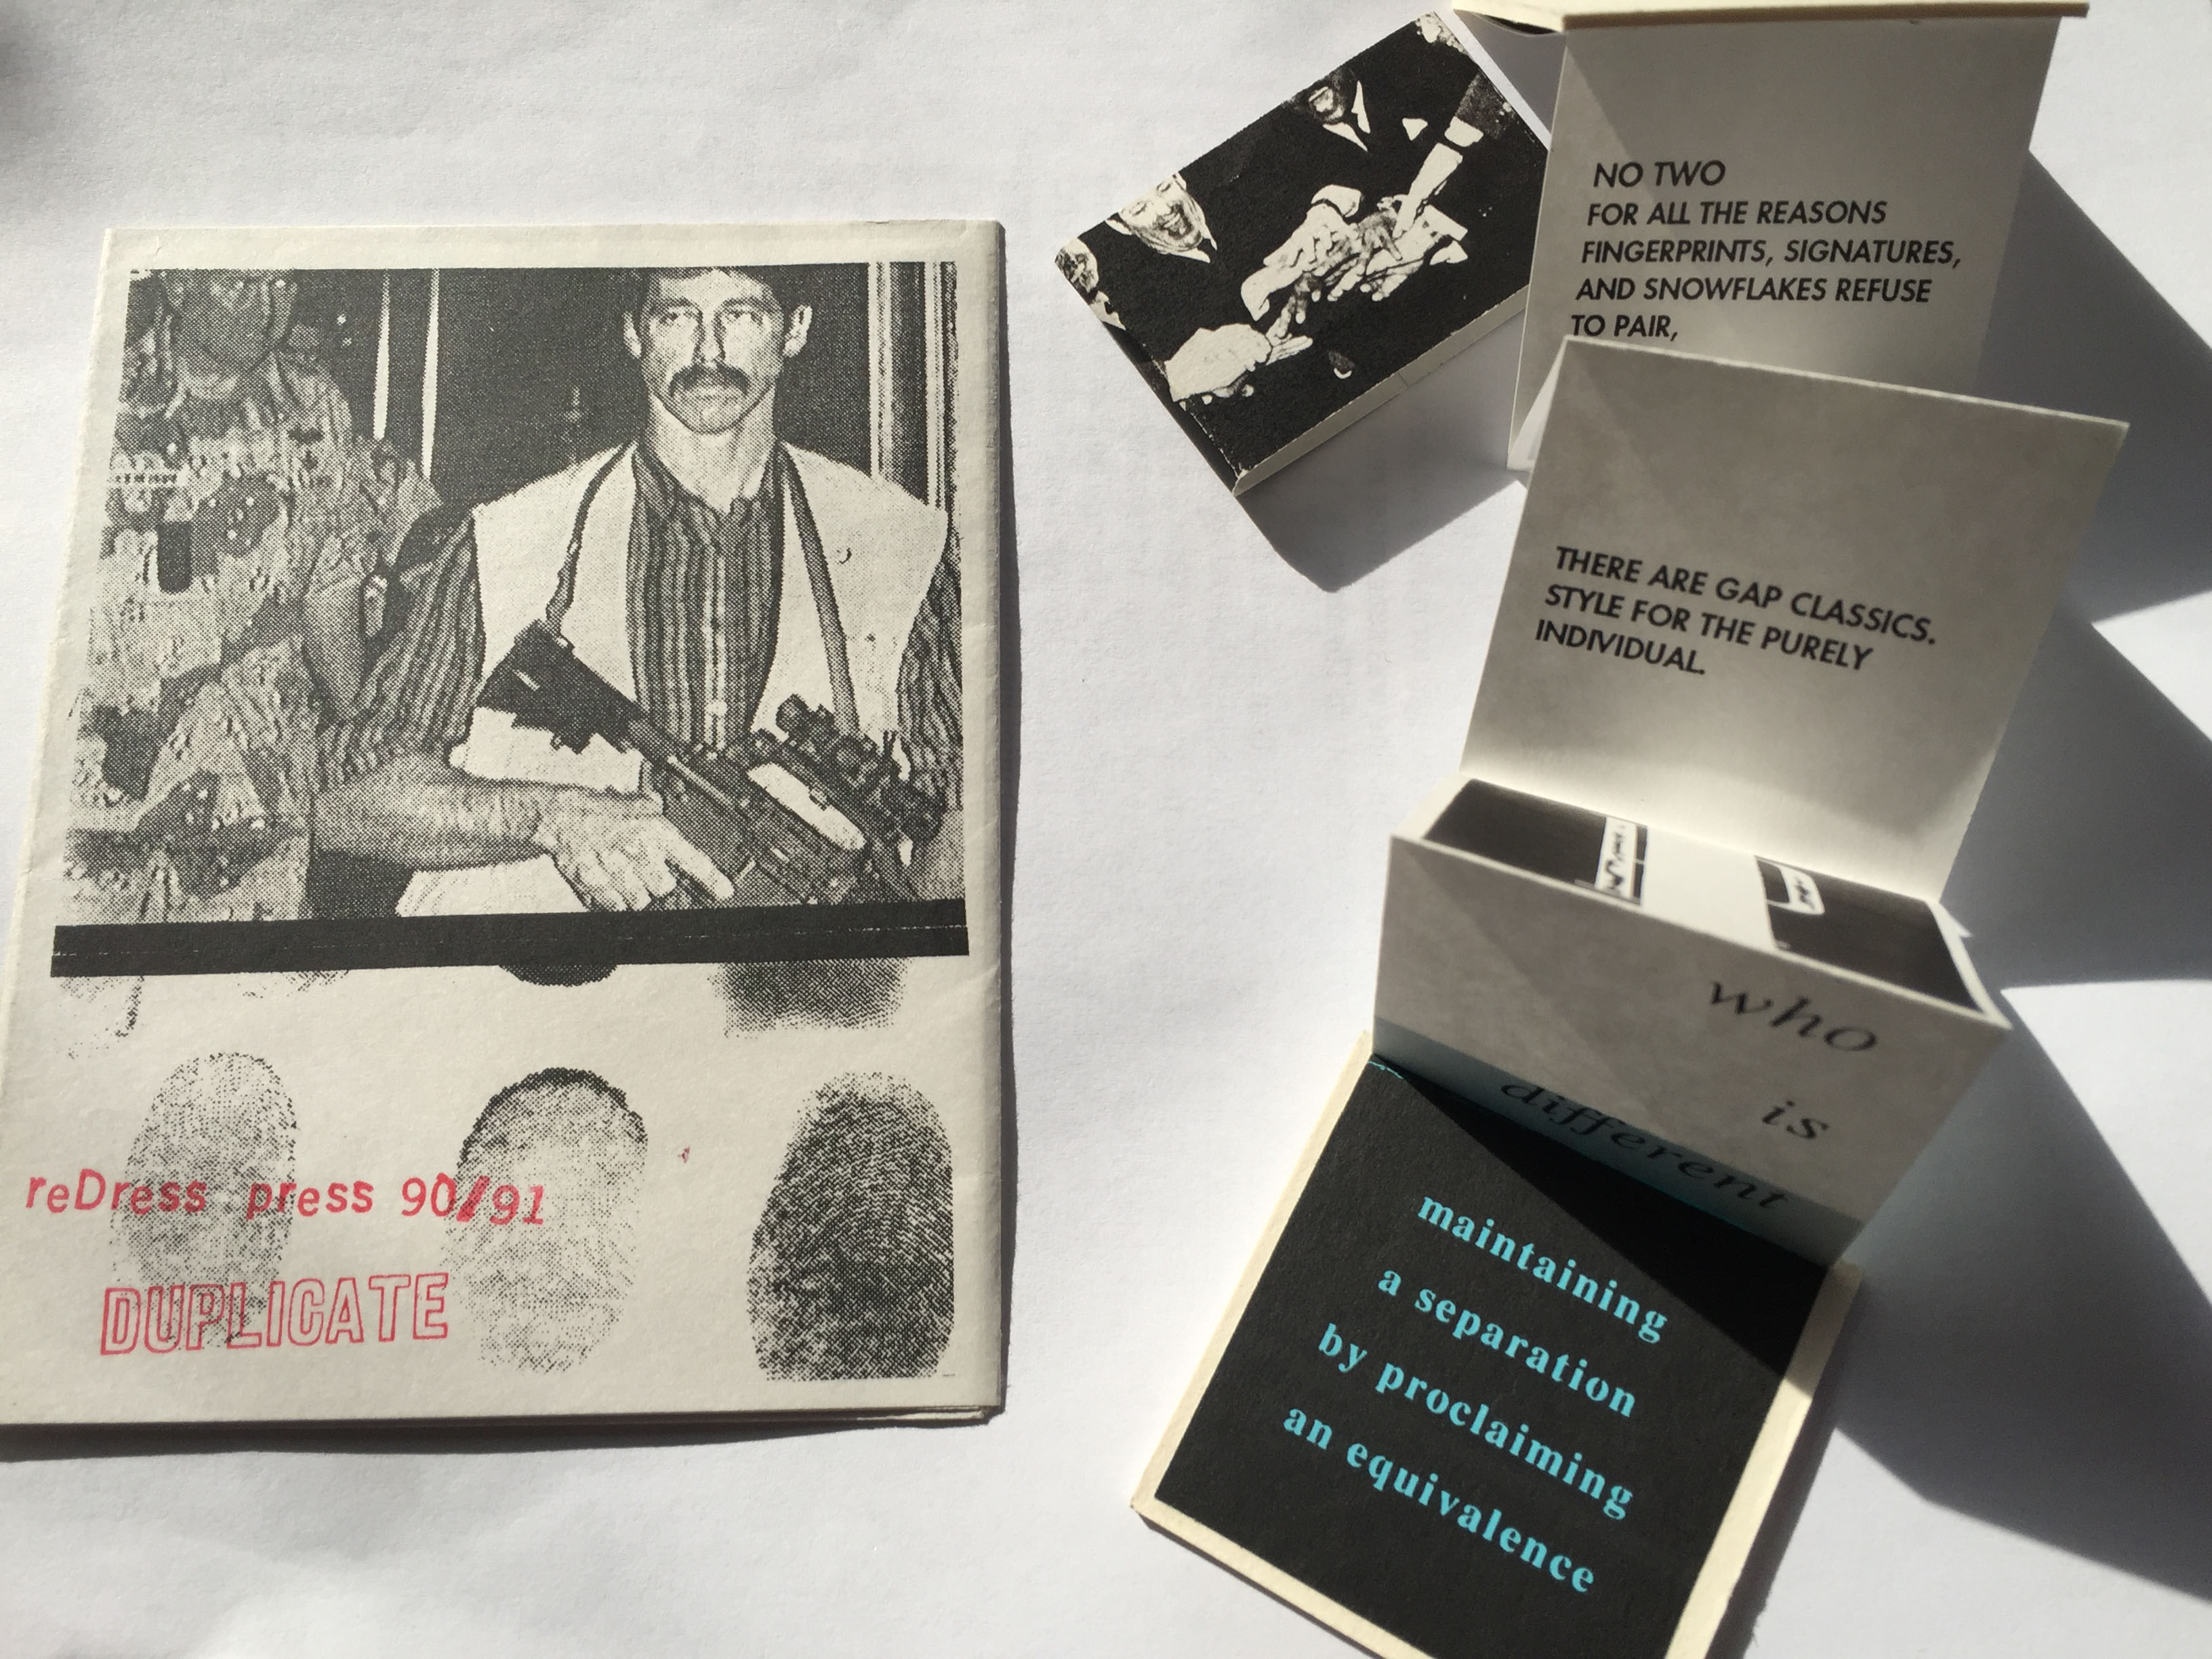 reDress press 90/91
DUPLICATE
NO TWO
FOR ALL THE REASONS
FINGERPRINTS, SIGNATURES,
AND SNOWFLAKES REFUSE
TO PAIR,
THERE ARE GAP CLASSICS.
STYLE FOR THE PURELY
INDIVIDUAL.
who
is
different
maintaining
a separation
by proclaiming
an equivalence